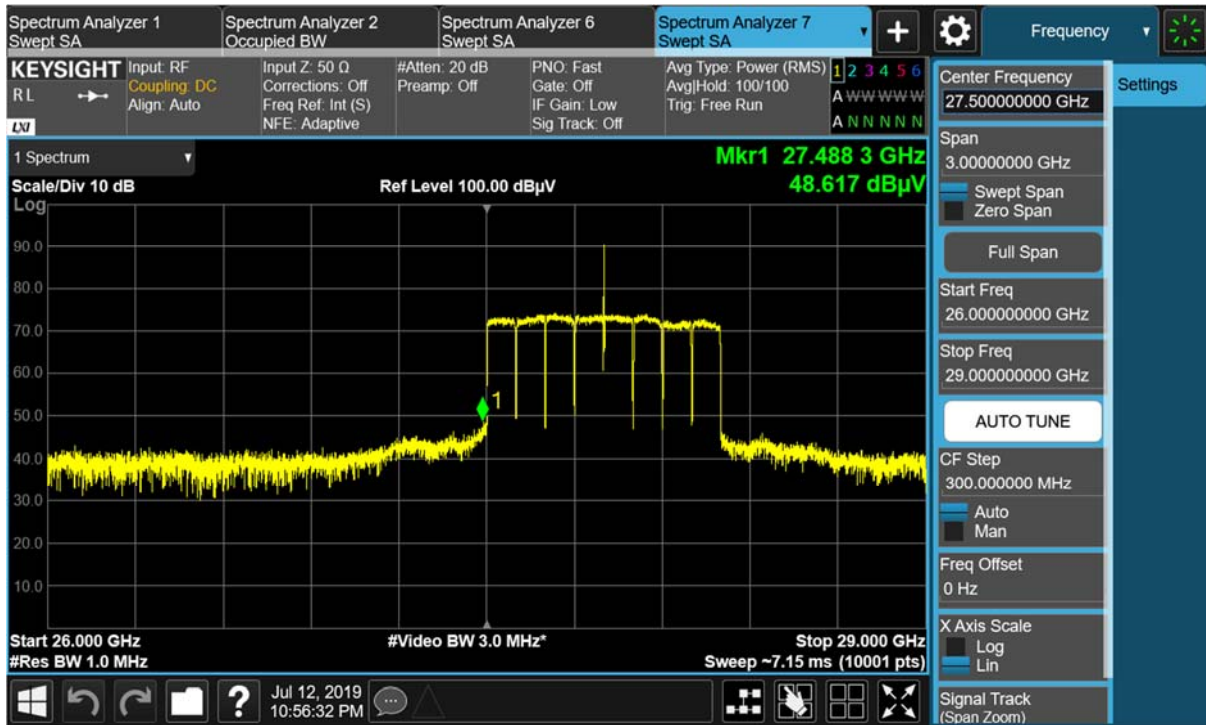 Spectrum Analyzer 1
Swept SA
Spectrum Analyzer 2
Occupied BW
Spectrum Analyzer 6
Swept SA
Spectrum Analyzer 7
Swept SA
+
Frequency
KEYSIGHT
R L
LXI
Input: RF
Coupling: DC
Align: Auto
Input Z: 50 Ω
Corrections: Off
Freq Ref: Int (S)
NFE: Adaptive
#Atten: 20 dB
Preamp: Off
PNO: Fast
Gate: Off
IF Gain: Low
Sig Track: Off
Avg Type: Power (RMS)
Avg|Hold: 100/100
Trig: Free Run
1 2 3 4 5 6
A W W W W W
A N N N N N
1 Spectrum
Mkr1 27.488 3 GHz
48.617 dBµV
Scale/Div 10 dB
Ref Level 100.00 dBµV
Log
90.0
80.0
70.0
60.0
50.0
40.0
30.0
20.0
10.0
1
Start 26.000 GHz
#Video BW 3.0 MHz*
Stop 29.000 GHz
#Res BW 1.0 MHz
Sweep ~7.15 ms (10001 pts)
?
Jul 12, 2019
10:56:32 PM
Center Frequency
27.500000000 GHz
Settings
Span
3.00000000 GHz
Swept Span
Zero Span
Full Span
Start Freq
26.000000000 GHz
Stop Freq
29.000000000 GHz
AUTO TUNE
CF Step
300.000000 MHz
Auto
Man
Freq Offset
0 Hz
X Axis Scale
Log
Lin
Signal Track
(Span Zoom)